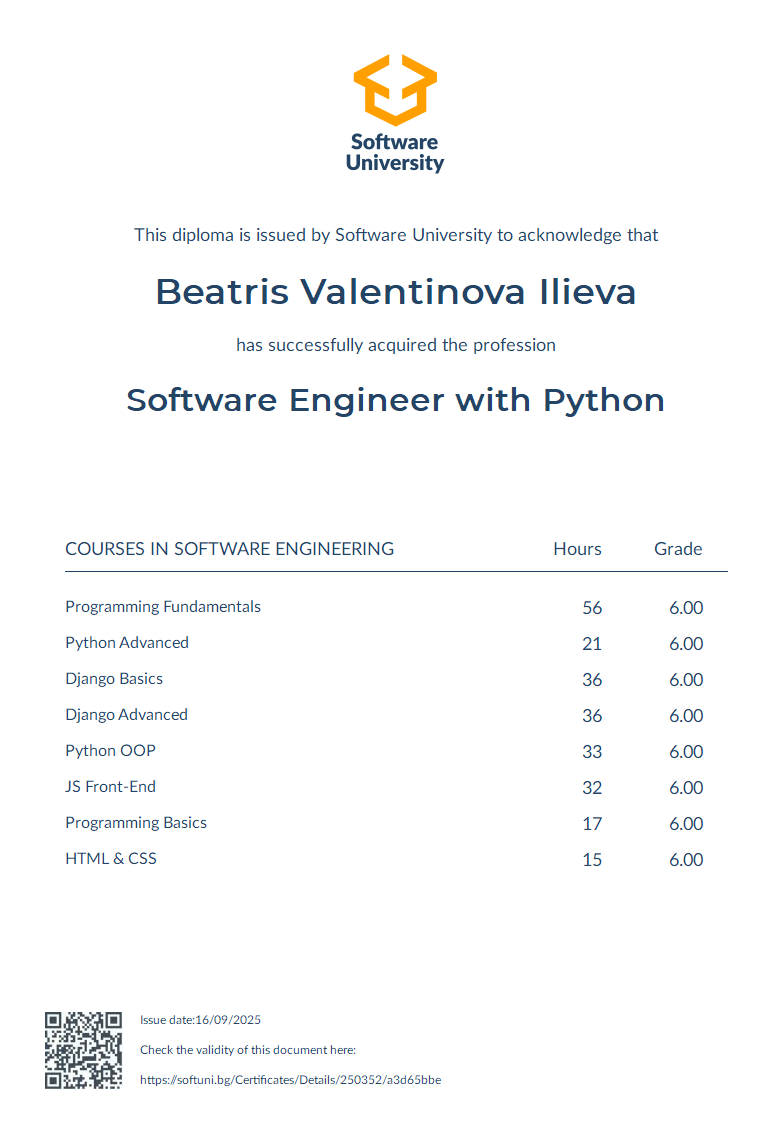 Software
University
This diploma is issued by Software University to acknowledge that
Beatris Valentinova Ilieva
has successfully acquired the profession
Software Engineer with Python
COURSES IN SOFTWARE ENGINEERING Hours Grade
Programming Fundamentals 56 6.00
Python Advanced 21 6.00
Django Basics 36 6.00
Django Advanced 36 6.00
Python OOP 33 6.00
JS Front-End 32 6.00
Programming Basics 17 6.00
HTML & CSS 15 6.00
Issue date:16/09/2025
Check the validity of this document here:
https://softuni.bg/Certificates/Details/250352/a3d65bbe